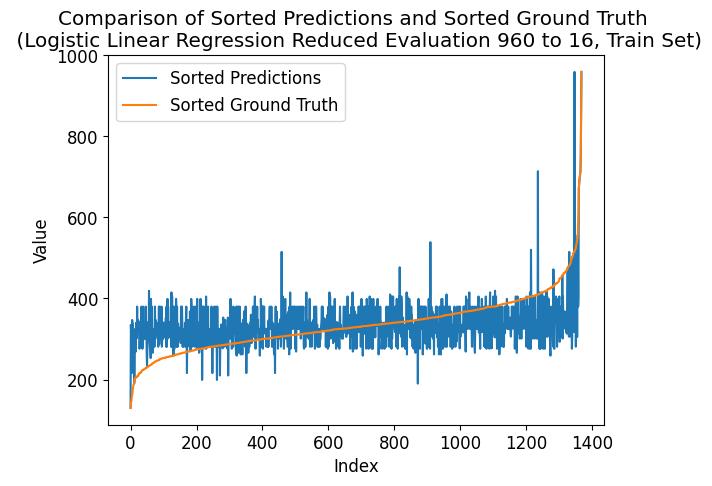 Comparison of Sorted Predictions and Sorted Ground Truth
(Logistic Linear Regression Reduced Evaluation 960 to 16, Train Set)
1000
800
600
400
200
Value
Sorted Predictions
Sorted Ground Truth
0 200 400 600 800 1000 1200 1400
Index